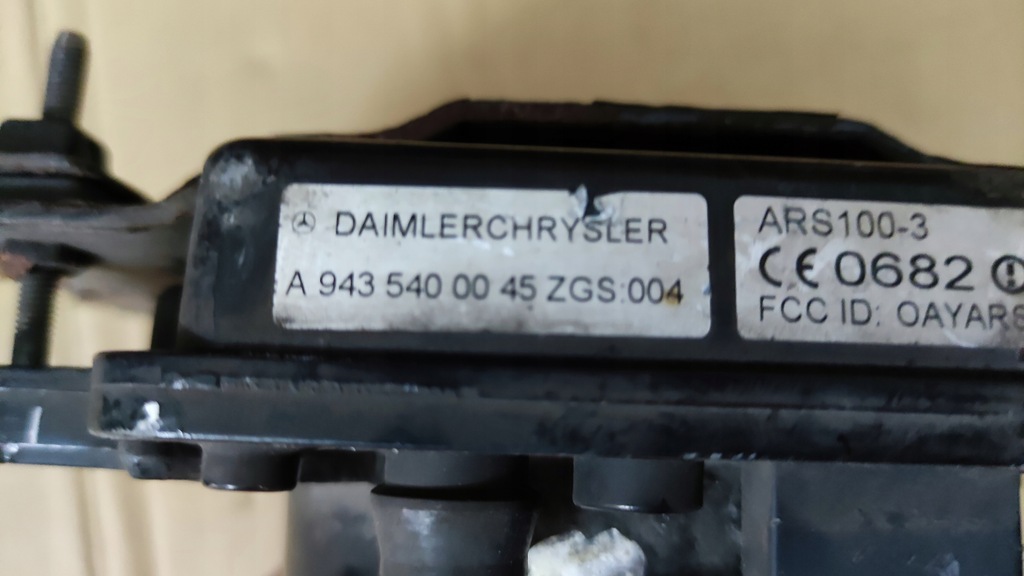 DAIMLERCHRYSLER
A 943 540 00 45 ZGS:004
ARS100-3
CE 0682
FCC ID: OAYARS